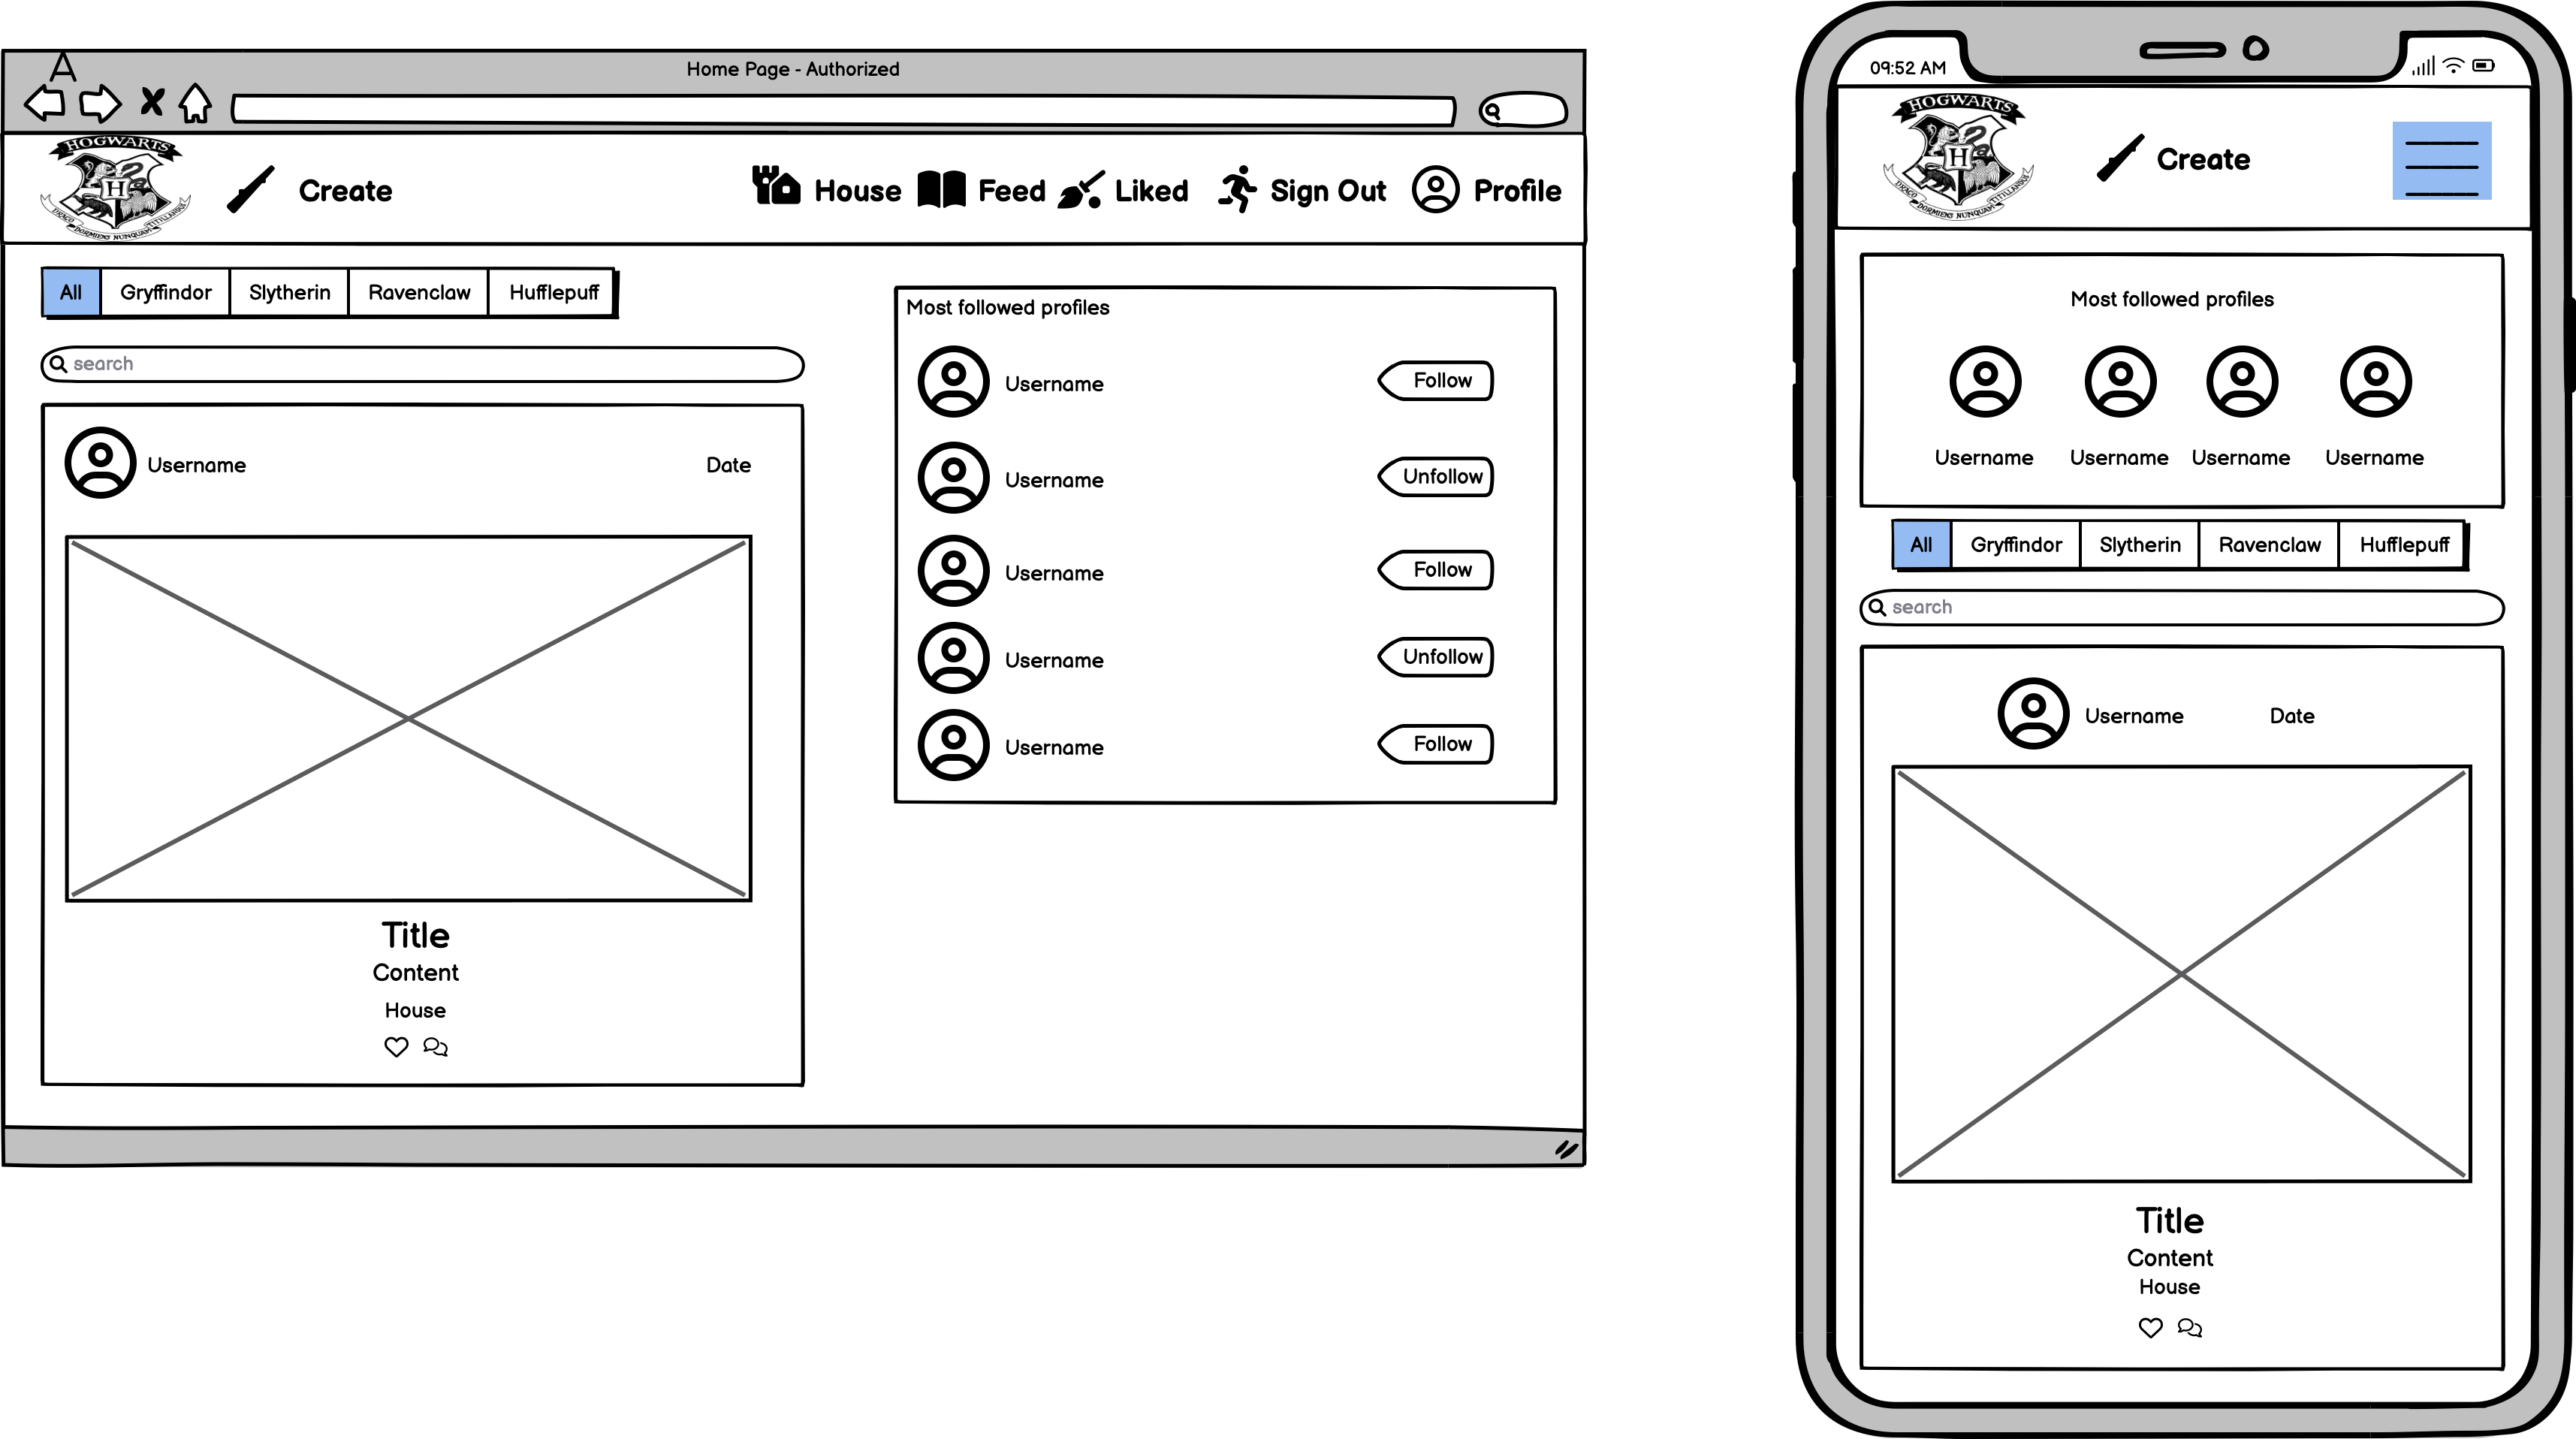 A
Home Page - Authorized
HOGWARTS
H
DRACO DORMIENS NUNQUAM TITILLANDUS
Create
House
Feed
Liked
Sign Out
Profile
All
Gryffindor
Slytherin
Ravenclaw
Hufflepuff
search
Username
Date
Title
Content
House
Most followed profiles
Username
Follow
Username
Unfollow
Username
Follow
Username
Unfollow
Username
Follow
09:52 AM
HOGWARTS
H
DRACO DORMIENS NUNQUAM TITILLANDUS
Create
Most followed profiles
Username
Username
Username
Username
All
Gryffindor
Slytherin
Ravenclaw
Hufflepuff
search
Username
Date
Title
Content
House